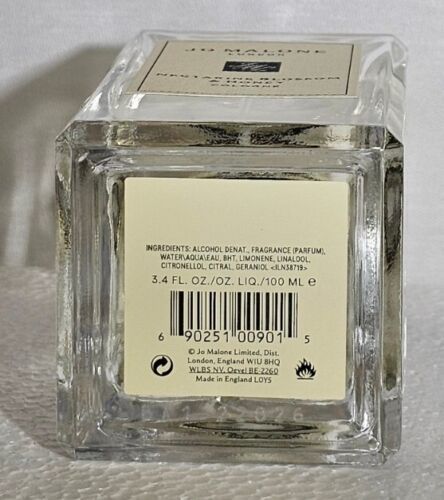 JO MALONE
LONDON
NECTARINE BLOSSOM
& HONEY
COLOGNE
INGREDIENTS: ALCOHOL DENAT., FRAGRANCE (PARFUM),
WATER\AQUA\EAU, BHT, LIMONENE, LINALOOL,
CITRONELLOL, CITRAL, GERANIOL <ILN38719>
3.4 FL. OZ./OZ. LIQ./100 ML ℮
6 90251 00901 5
© Jo Malone Limited, Dist.
London, England W1U 8HQ
WLBS NV. Oevel BE-2260
Made in England L0Y5